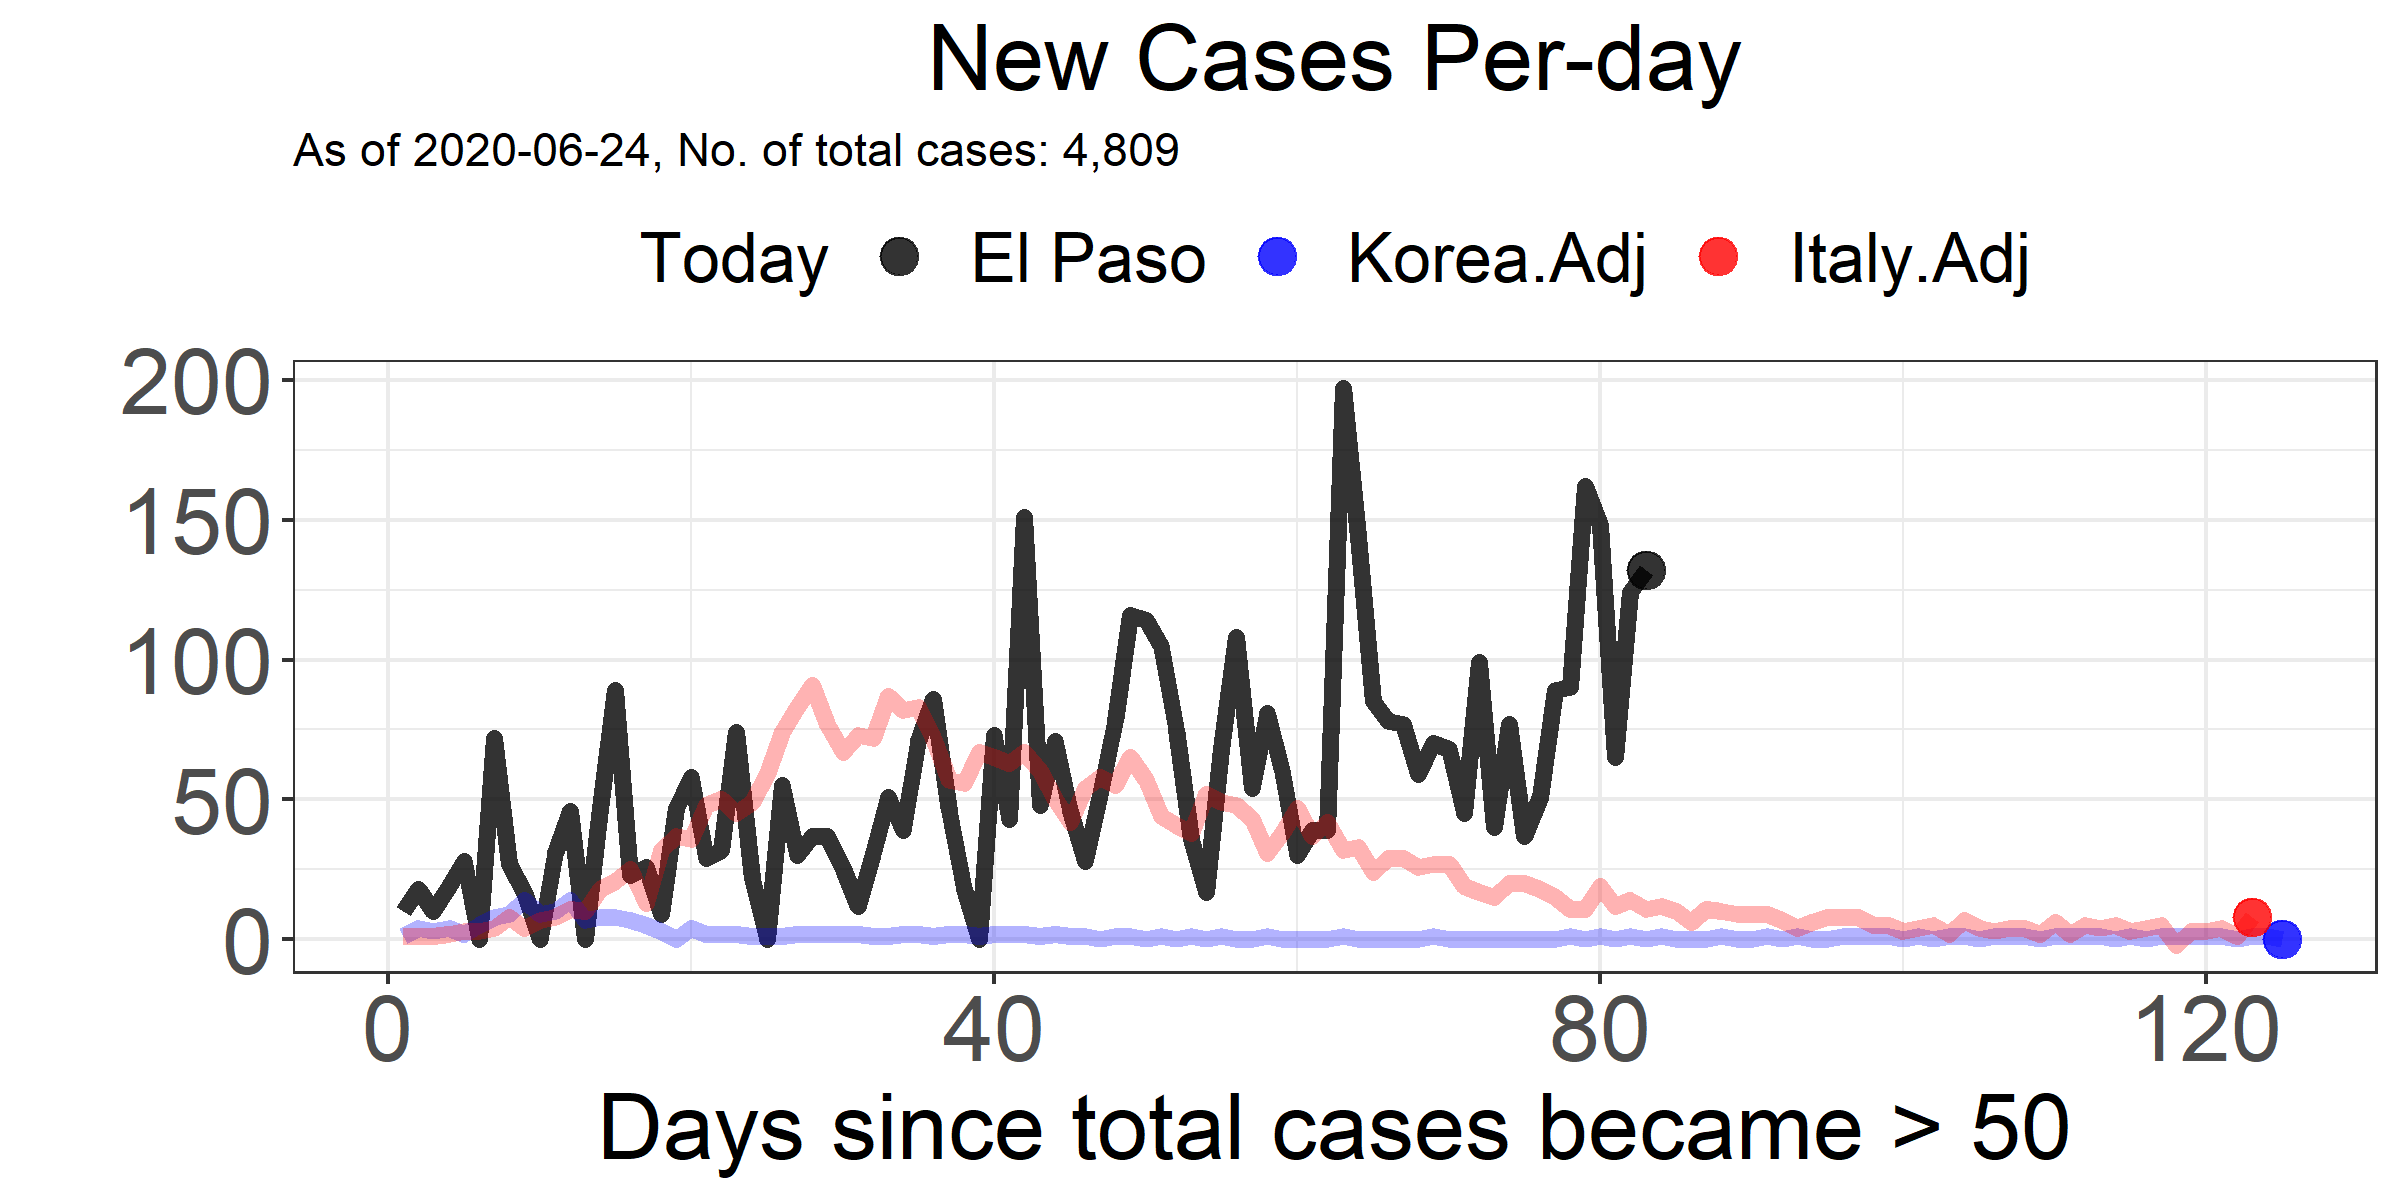 New Cases Per-day
As of 2020-06-24, No. of total cases: 4,809
Today El Paso Korea.Adj Italy.Adj
200
150
100
50
0
0 40 80 120
Days since total cases became > 50